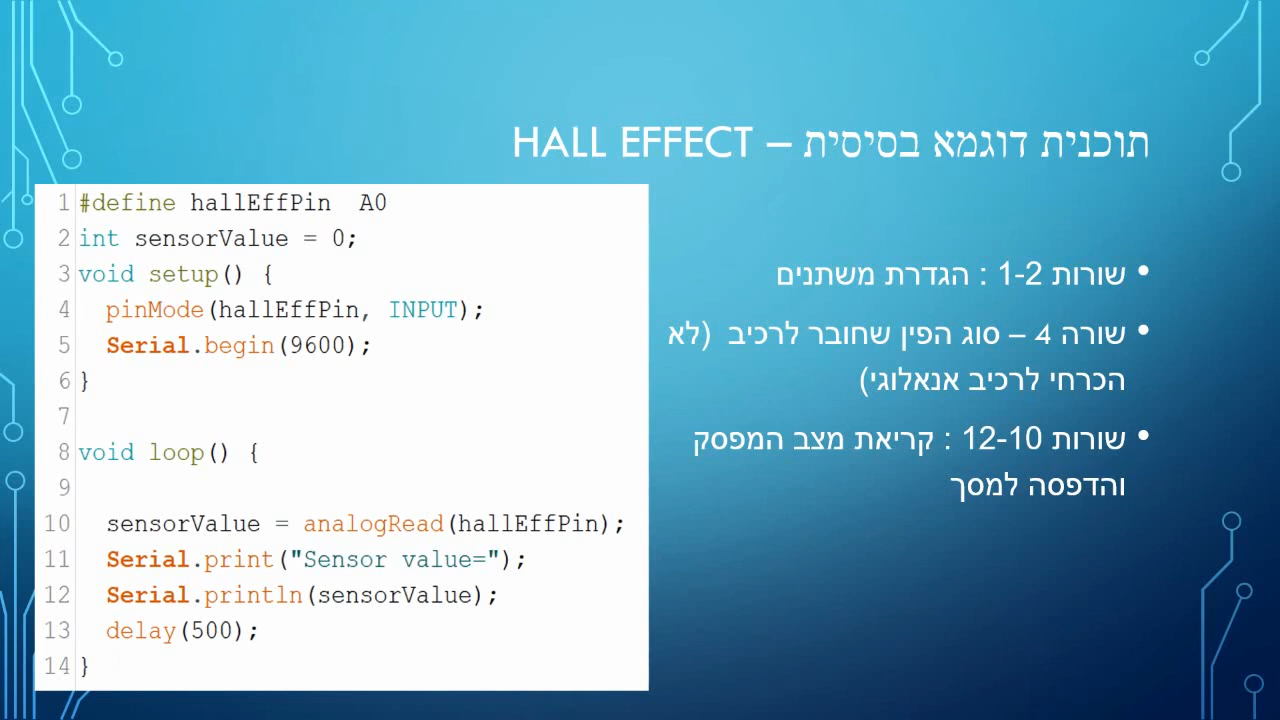 תוכנית דוגמא בסיסית – HALL EFFECT
• שורות 1-2 : הגדרת משתנים
• שורה 4 – סוג הפין שחובר לרכיב (לא
הכרחי לרכיב אנאלוגי)
• שורות 12-10 : קריאת מצב המפסק
והדפסה למסך
1 #define hallEffPin  A0
2 int sensorValue = 0;
3 void setup() {
4   pinMode(hallEffPin, INPUT);
5   Serial.begin(9600);
6 }
7
8 void loop() {
9
10   sensorValue = analogRead(hallEffPin);
11   Serial.print("Sensor value=");
12   Serial.println(sensorValue);
13   delay(500);
14 }